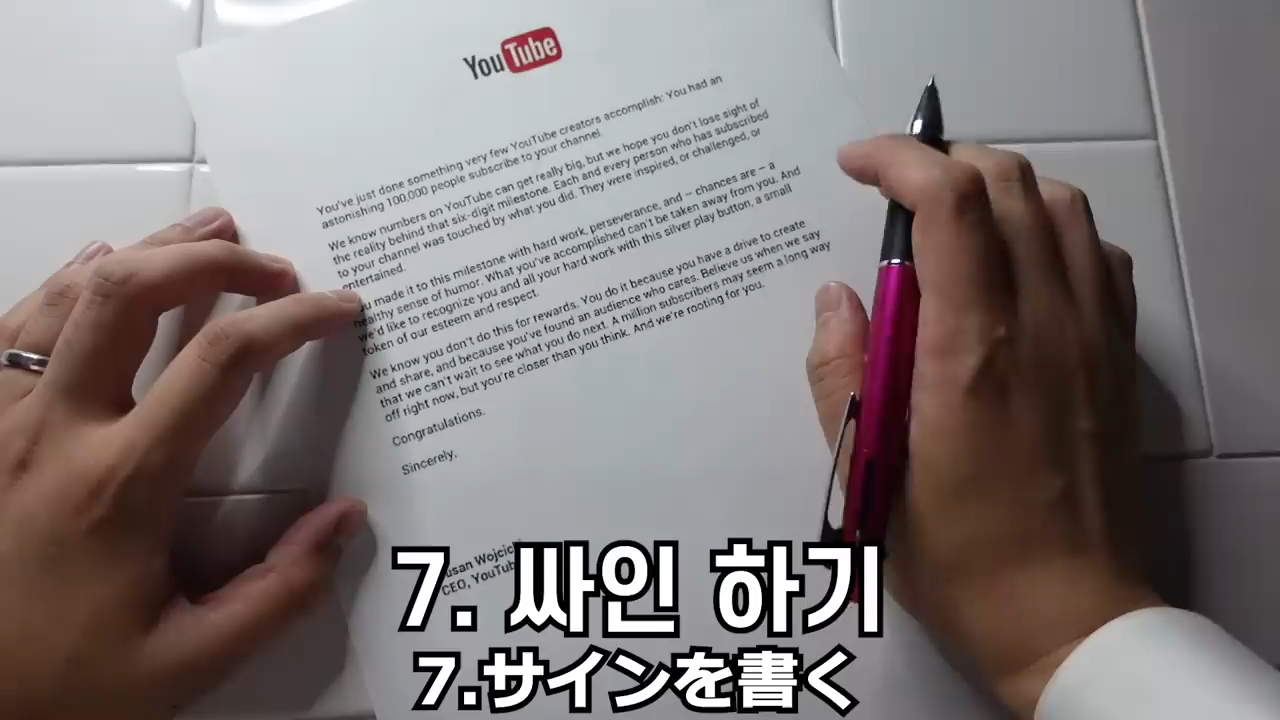 YouTube
You've just done something very few YouTube creators accomplish: You had an
astonishing 100,000 people subscribe to your channel.
We know numbers on YouTube can get really big, but we hope you don't lose sight of
the reality behind that six-digit milestone. Each and every person who has subscribed
to your channel was touched by what you did. They were inspired, or challenged, or
entertained.
made it to this milestone with hard work, perseverance, and – chances are – a
healthy sense of humor. What you've accomplished can't be taken away from you. And
we'd like to recognize you and all your hard work with this silver play button, a small
token of our esteem and respect.
We know you don't do this for rewards. You do it because you have a drive to create
and share, and because you've found an audience who cares. Believe us when we say
that we can't wait to see what you do next. A million subscribers may seem a long way
off right now, but you're closer than you think. And we're rooting for you.
Congratulations.
Sincerely,
CEO,
7. 싸인 하기
7.サインを書く